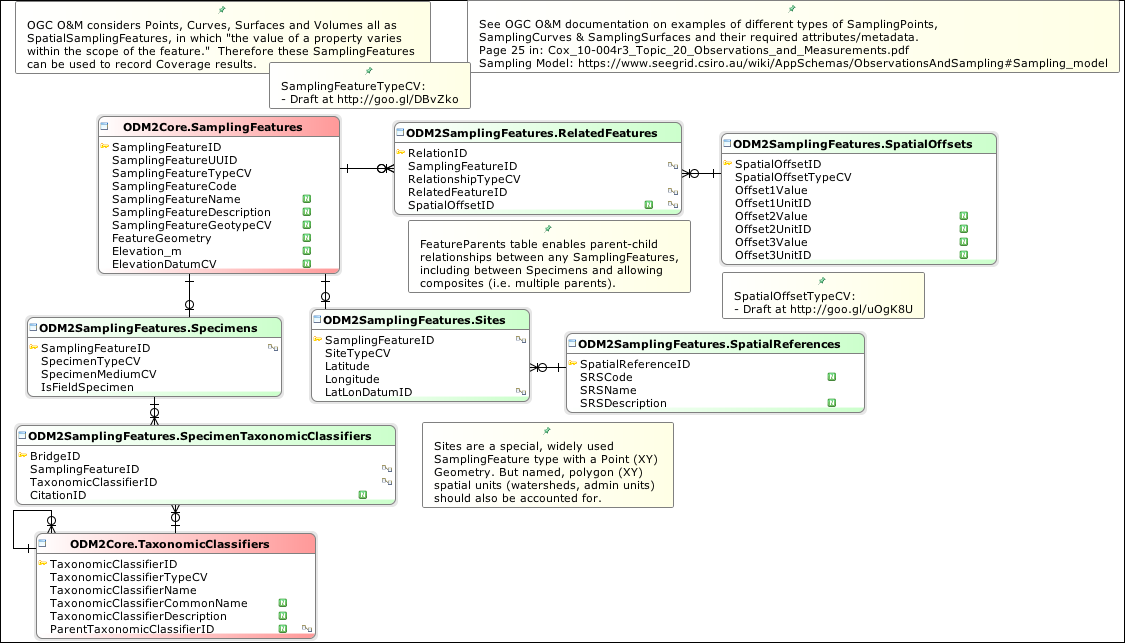 OGC O&M considers Points, Curves, Surfaces and Volumes all as
SpatialSamplingFeatures, in which "the value of a property varies
within the scope of the feature."  Therefore these SamplingFeatures
can be used to record Coverage results.
See OGC O&M documentation on examples of different types of SamplingPoints,
SamplingCurves & SamplingSurfaces and their required attributes/metadata.
Page 25 in: Cox_10-004r3_Topic_20_Observations_and_Measurements.pdf
Sampling Model: https://www.seegrid.csiro.au/wiki/AppSchemas/ObservationsAndSampling#Sampling_model
SamplingFeatureTypeCV:
- Draft at http://goo.gl/DBvZko
ODM2Core.SamplingFeatures
SamplingFeatureID
SamplingFeatureUUID
SamplingFeatureTypeCV
SamplingFeatureCode
SamplingFeatureName N
SamplingFeatureDescription N
SamplingFeatureGeotypeCV N
FeatureGeometry N
Elevation_m N
ElevationDatumCV N
ODM2SamplingFeatures.RelatedFeatures
RelationID
SamplingFeatureID
RelationshipTypeCV
RelatedFeatureID
SpatialOffsetID N
ODM2SamplingFeatures.SpatialOffsets
SpatialOffsetID
SpatialOffsetTypeCV
Offset1Value
Offset1UnitID
Offset2Value N
Offset2UnitID N
Offset3Value N
Offset3UnitID N
FeatureParents table enables parent-child
relationships between any SamplingFeatures,
including between Specimens and allowing
composites (i.e. multiple parents).
SpatialOffsetTypeCV:
- Draft at http://goo.gl/uOgK8U
ODM2SamplingFeatures.Specimens
SamplingFeatureID
SpecimenTypeCV
SpecimenMediumCV
IsFieldSpecimen
ODM2SamplingFeatures.Sites
SamplingFeatureID
SiteTypeCV
Latitude
Longitude
LatLonDatumID
ODM2SamplingFeatures.SpatialReferences
SpatialReferenceID
SRSCode N
SRSName
SRSDescription N
ODM2SamplingFeatures.SpecimenTaxonomicClassifiers
BridgeID
SamplingFeatureID
TaxonomicClassifierID
CitationID N
Sites are a special, widely used
SamplingFeature type with a Point (XY)
Geometry. But named, polygon (XY)
spatial units (watersheds, admin units)
should also be accounted for.
ODM2Core.TaxonomicClassifiers
TaxonomicClassifierID
TaxonomicClassifierTypeCV
TaxonomicClassifierName
TaxonomicClassifierCommonName N
TaxonomicClassifierDescription N
ParentTaxonomicClassifierID N